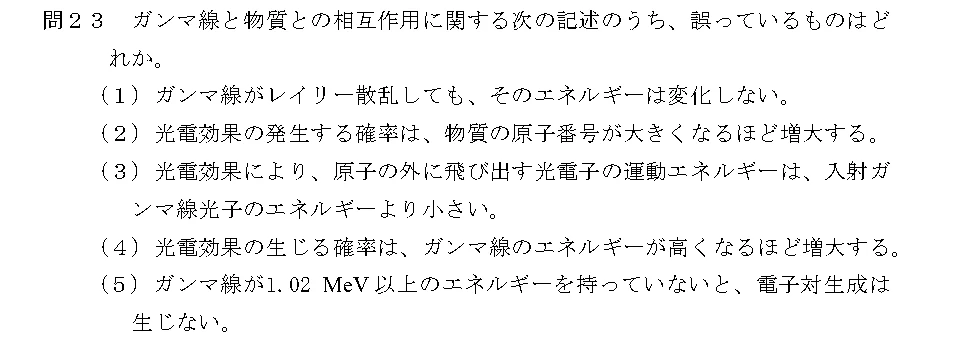 問２３　ガンマ線と物質との相互作用に関する次の記述のうち、誤っているものはど
れか。
（１）ガンマ線がレイリー散乱しても、そのエネルギーは変化しない。
（２）光電効果の発生する確率は、物質の原子番号が大きくなるほど増大する。
（３）光電効果により、原子の外に飛び出す光電子の運動エネルギーは、入射ガ
ンマ線光子のエネルギーより小さい。
（４）光電効果の生じる確率は、ガンマ線のエネルギーが高くなるほど増大する。
（５）ガンマ線が1.02 MeV以上のエネルギーを持っていないと、電子対生成は
生じない。